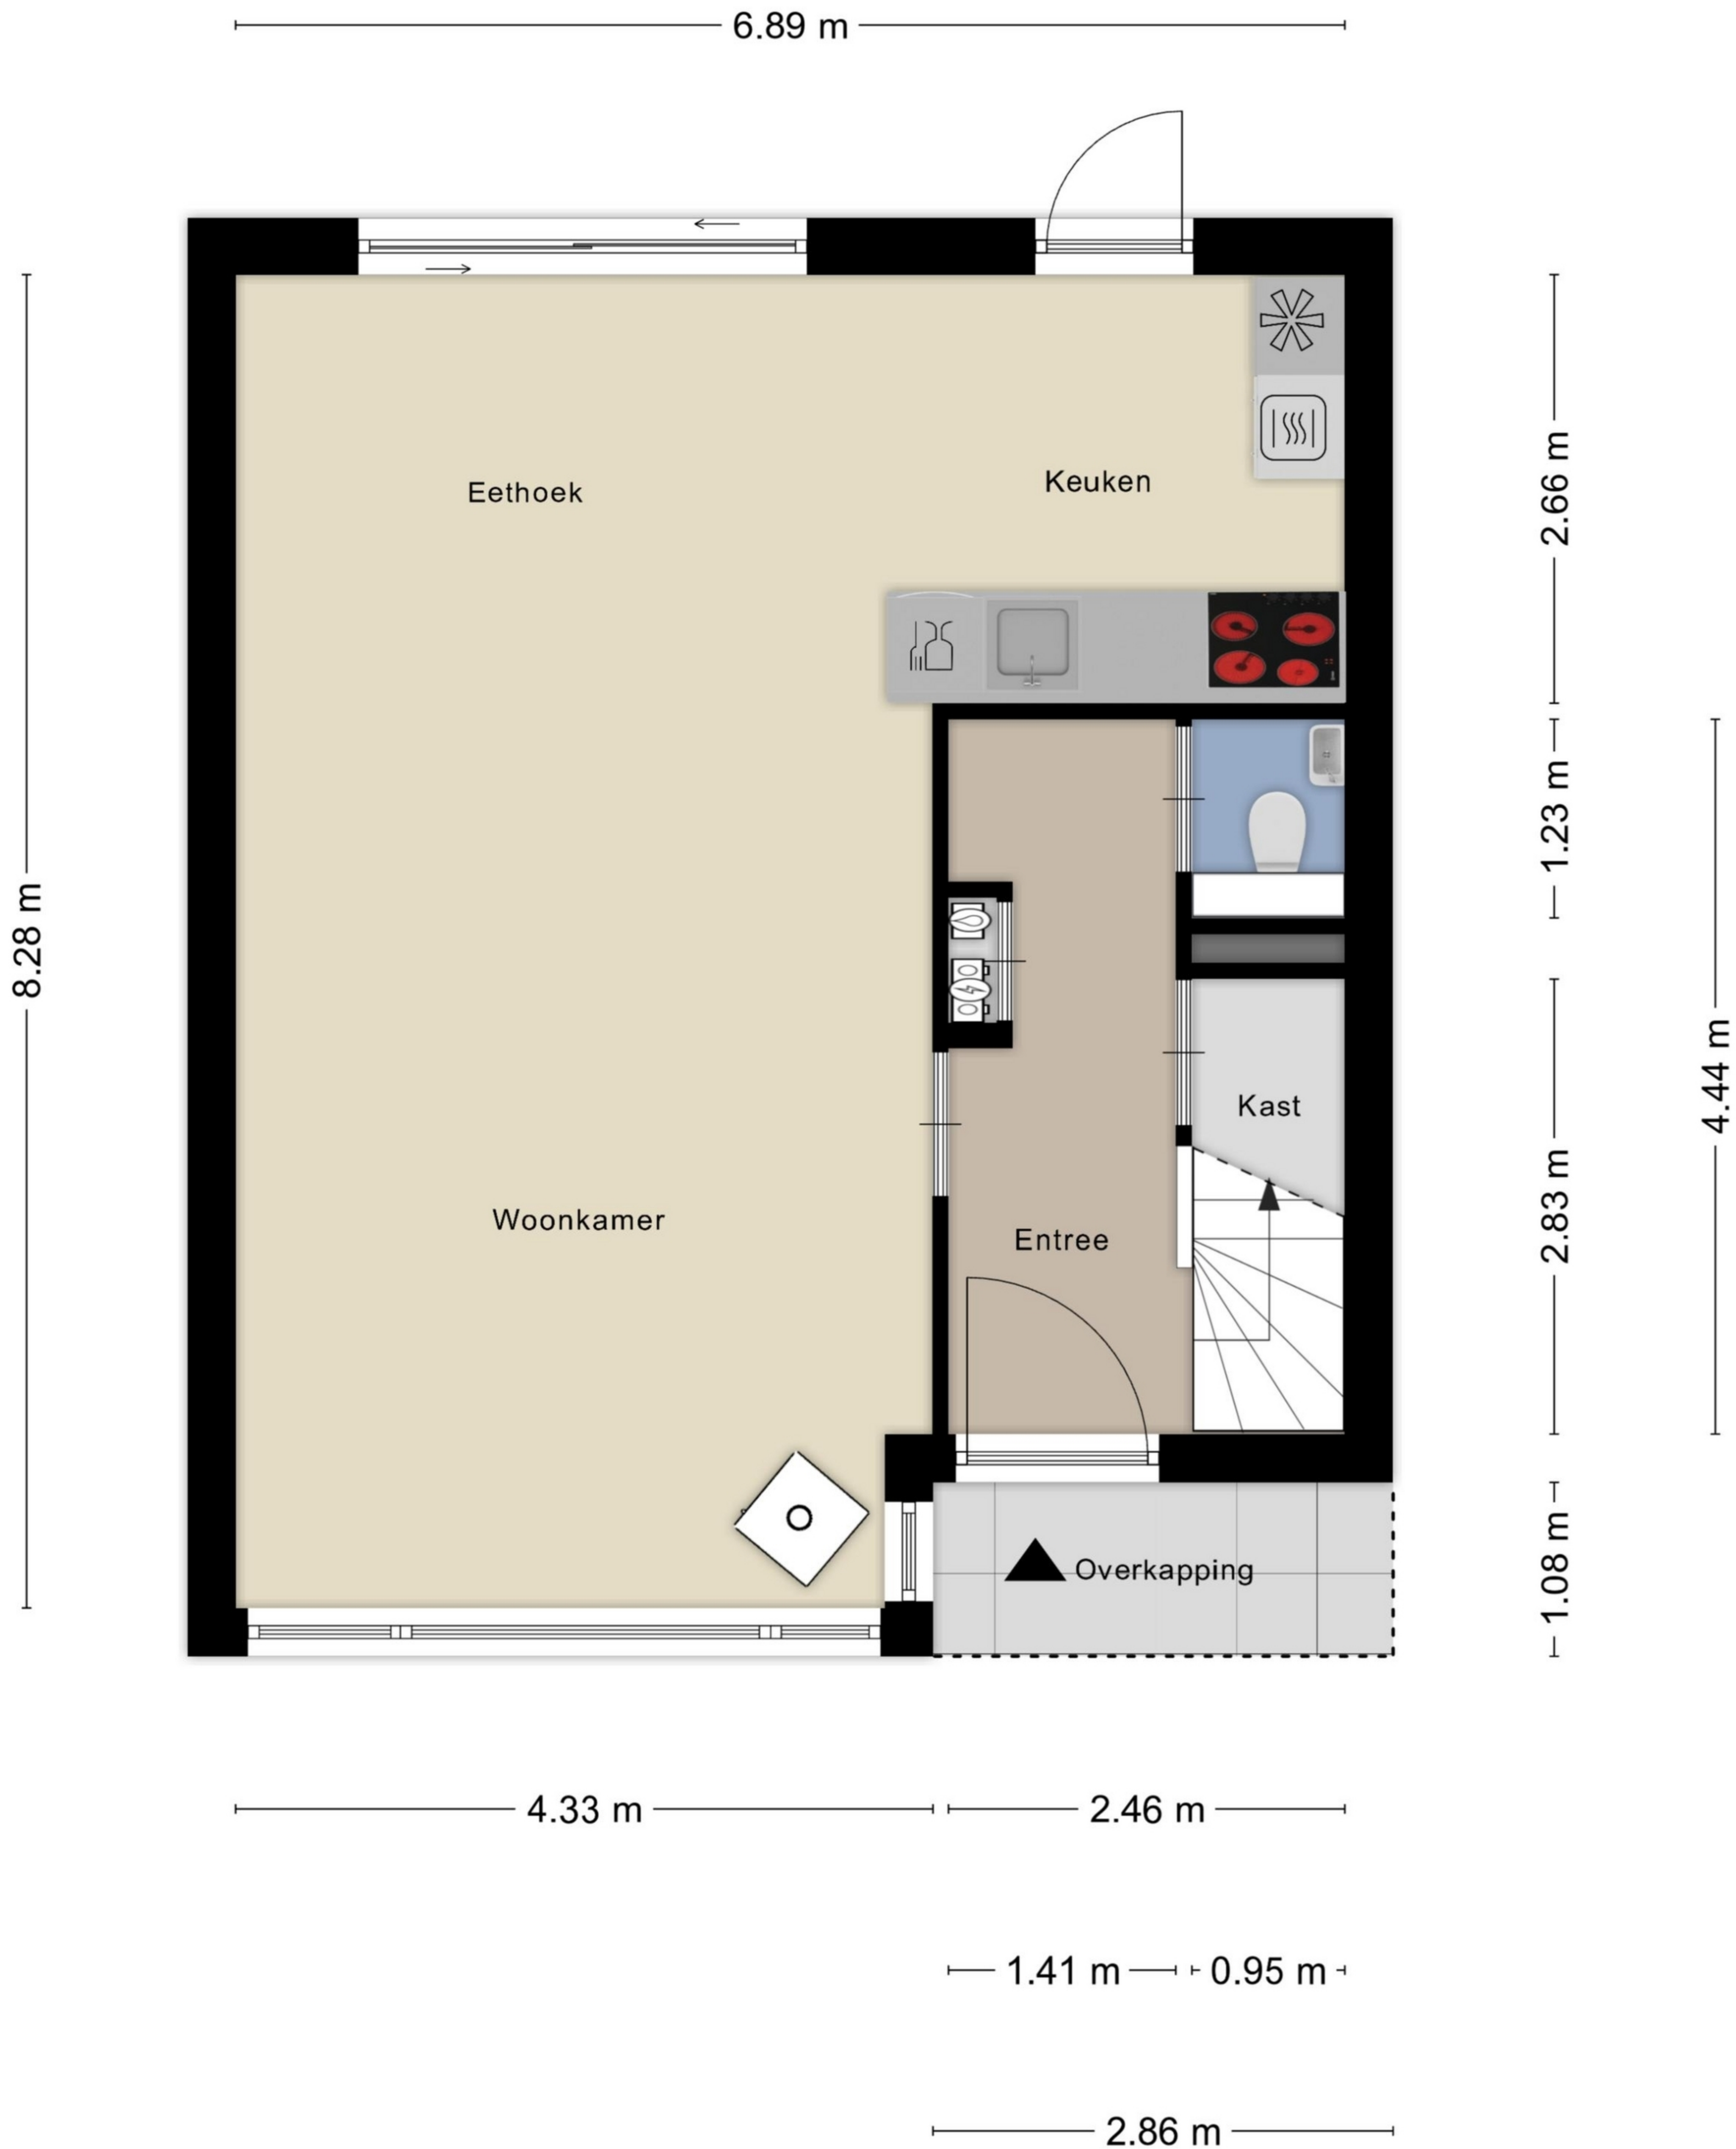 6.89 m
Eethoek
Keuken
2.66 m
1.23 m
8.28 m
4.44 m
Kast
2.83 m
Woonkamer
Entree
Overkapping
1.08 m
4.33 m
2.46 m
1.41 m
0.95 m
2.86 m